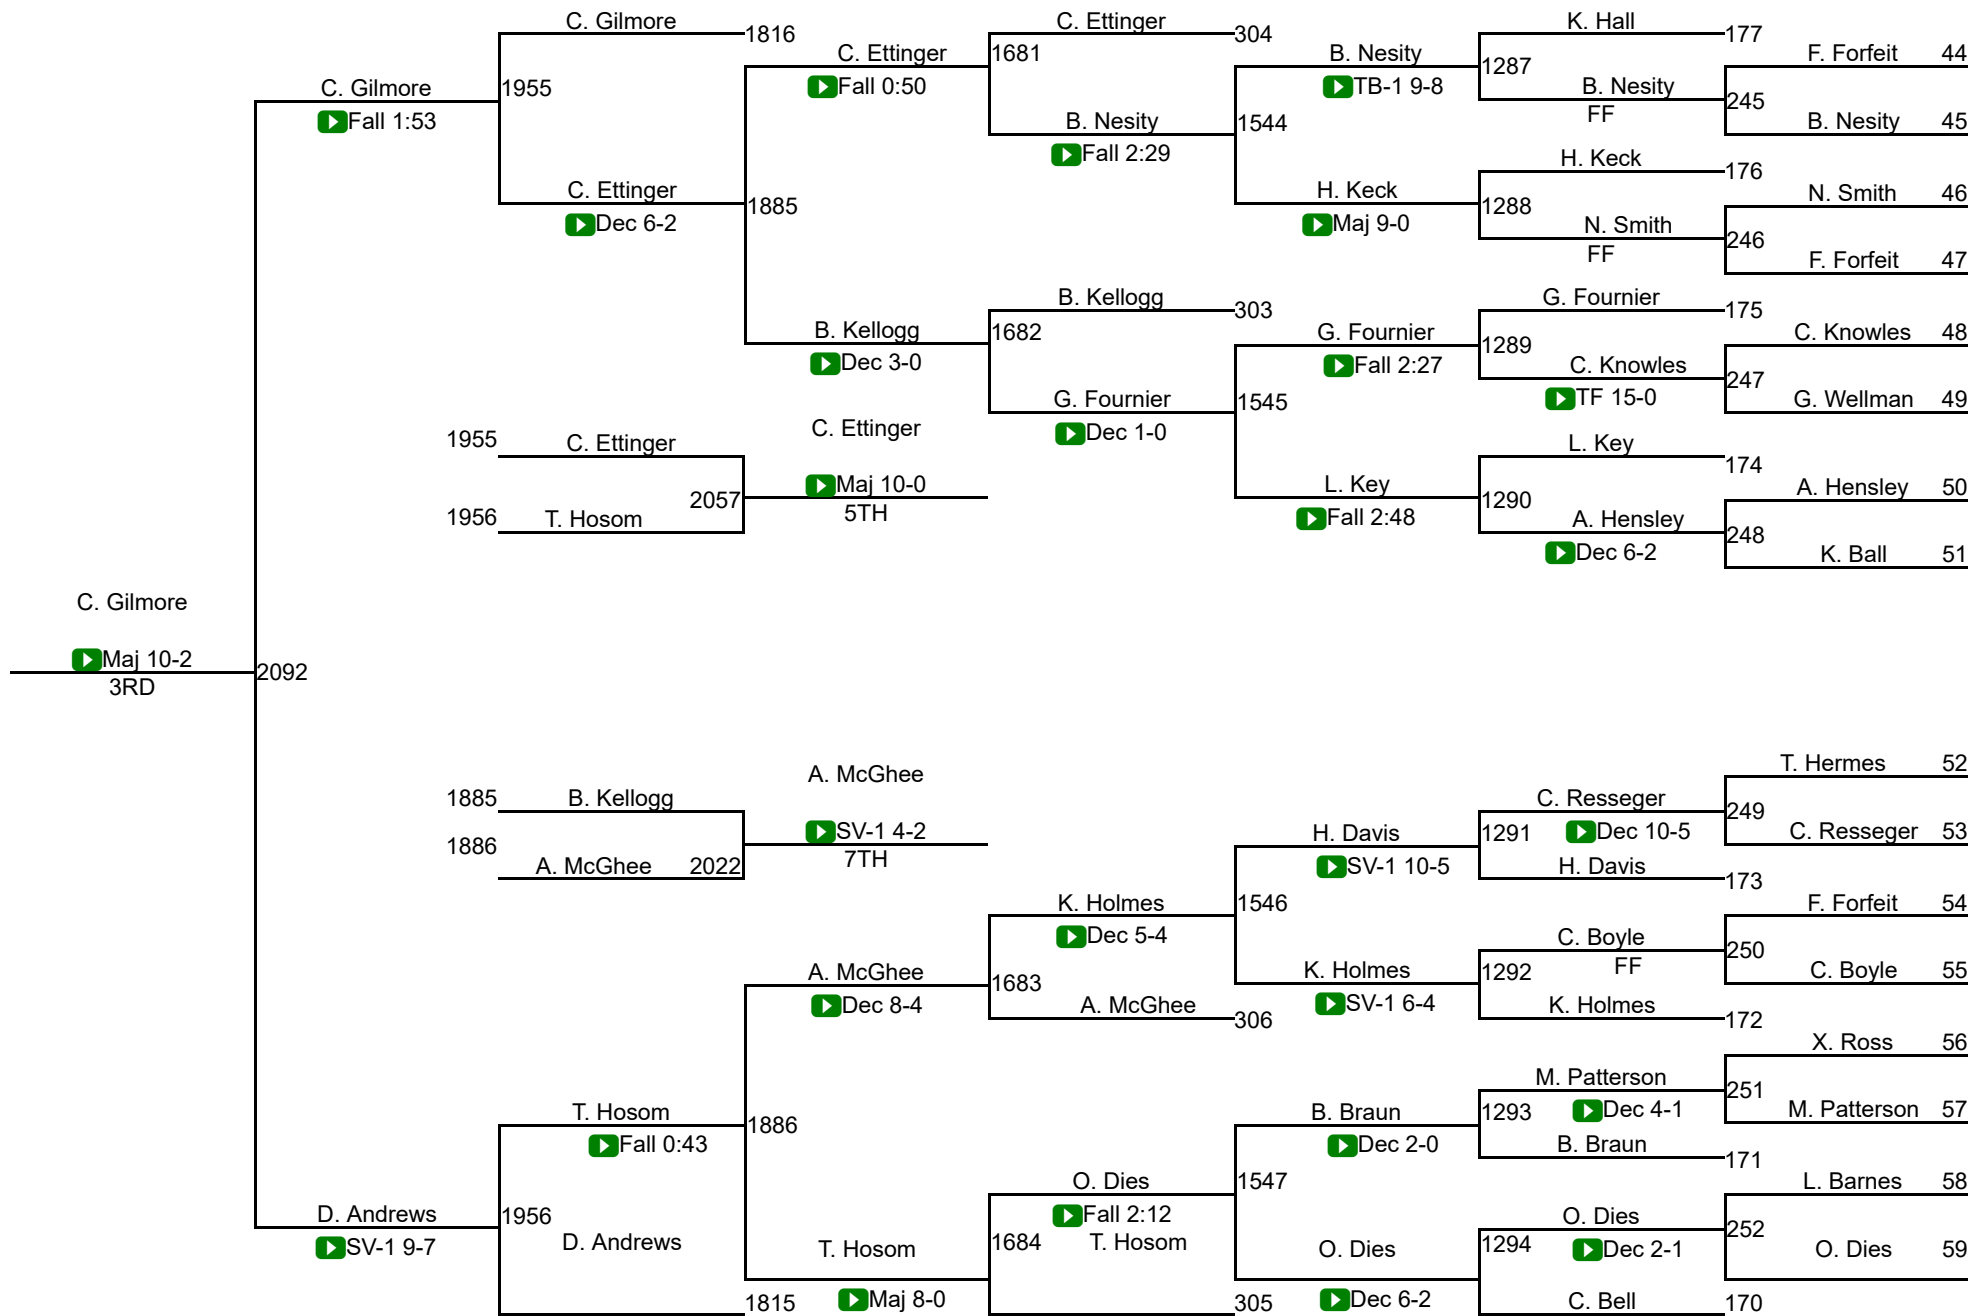 C. Gilmore 1816
C. Ettinger 304
K. Hall 177
C. Ettinger 1681
B. Nesity 1287
F. Forfeit 44
C. Gilmore 1955
Fall 0:50
TB-1 9-8
B. Nesity 245
FF
Fall 1:53
B. Nesity 1544
B. Nesity 45
Fall 2:29
H. Keck 176
C. Ettinger 1885
H. Keck 1288
N. Smith 46
Dec 6-2
Maj 9-0
N. Smith 246
FF
F. Forfeit 47
B. Kellogg 303
G. Fournier 175
B. Kellogg 1682
G. Fournier 1289
C. Knowles 48
Dec 3-0
Fall 2:27
C. Knowles 247
TF 15-0
G. Fournier 1545
G. Wellman 49
Dec 1-0
1955 C. Ettinger
C. Ettinger
L. Key 174
2057
Maj 10-0
5TH
L. Key 1290
A. Hensley 50
1956 T. Hosom
Fall 2:48
A. Hensley 248
Dec 6-2
K. Ball 51
C. Gilmore
Maj 10-2
3RD
2092
A. McGhee
T. Hermes 52
1885 B. Kellogg
C. Resseger 249
SV-1 4-2
7TH
H. Davis 1291
Dec 10-5
C. Resseger 53
1886 A. McGhee 2022
SV-1 10-5
H. Davis 173
K. Holmes 1546
F. Forfeit 54
Dec 5-4
C. Boyle 250
FF
A. McGhee 1683
K. Holmes 1292
C. Boyle 55
Dec 8-4
A. McGhee 306
SV-1 6-4
K. Holmes 172
X. Ross 56
M. Patterson 251
T. Hosom 1886
B. Braun 1293
Dec 4-1
M. Patterson 57
Fall 0:43
Dec 2-0
B. Braun 171
O. Dies 1547
L. Barnes 58
D. Andrews 1956
Fall 2:12
O. Dies 252
SV-1 9-7
D. Andrews
T. Hosom 1684
T. Hosom
O. Dies 1294
Dec 2-1
O. Dies 59
1815
Maj 8-0
305
Dec 6-2
C. Bell 170